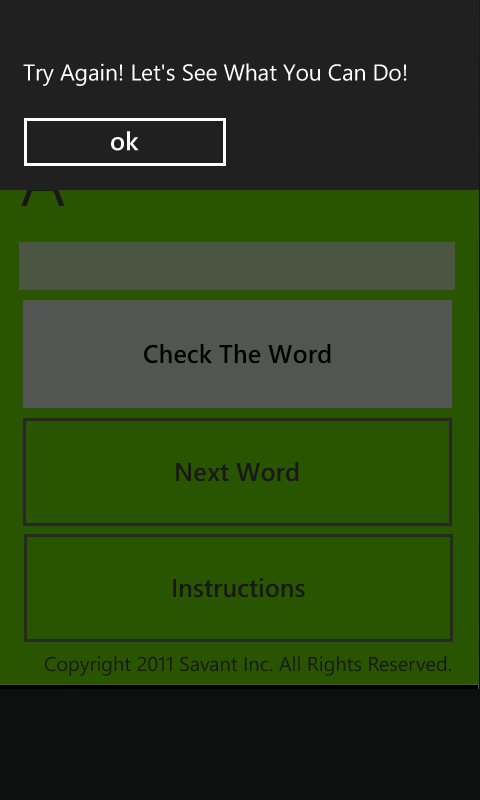 Try Again! Let's See What You Can Do!
ok
Check The Word
Next Word
Instructions
Copyright 2011 Savant Inc. All Rights Reserved.